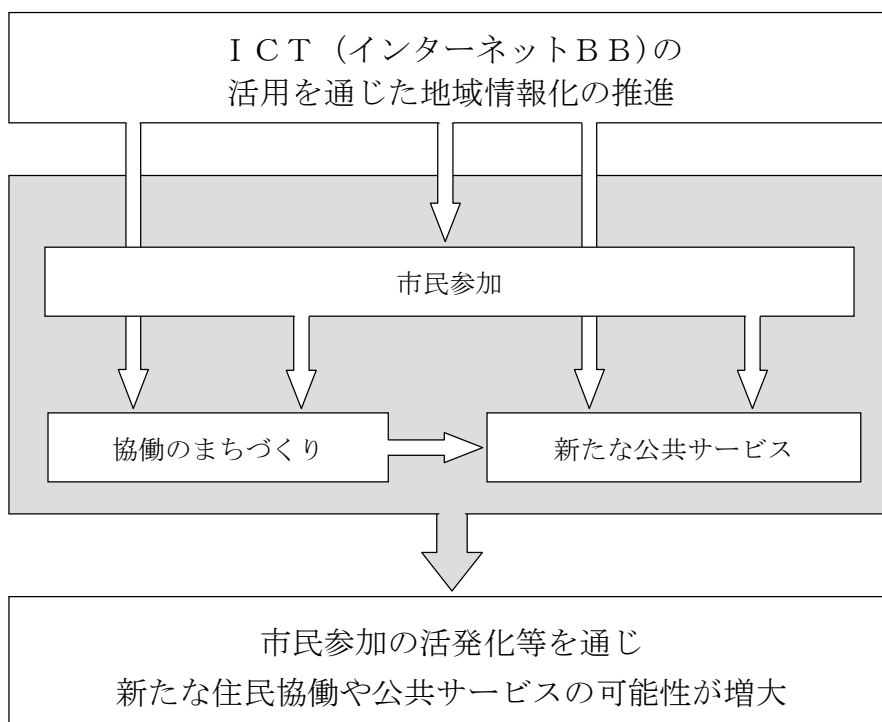 ＩＣＴ（インターネットＢＢ）の
活用を通じた地域情報化の推進
市民参加
協働のまちづくり
新たな公共サービス
市民参加の活発化等を通じ
新たな住民協働や公共サービスの可能性が増大